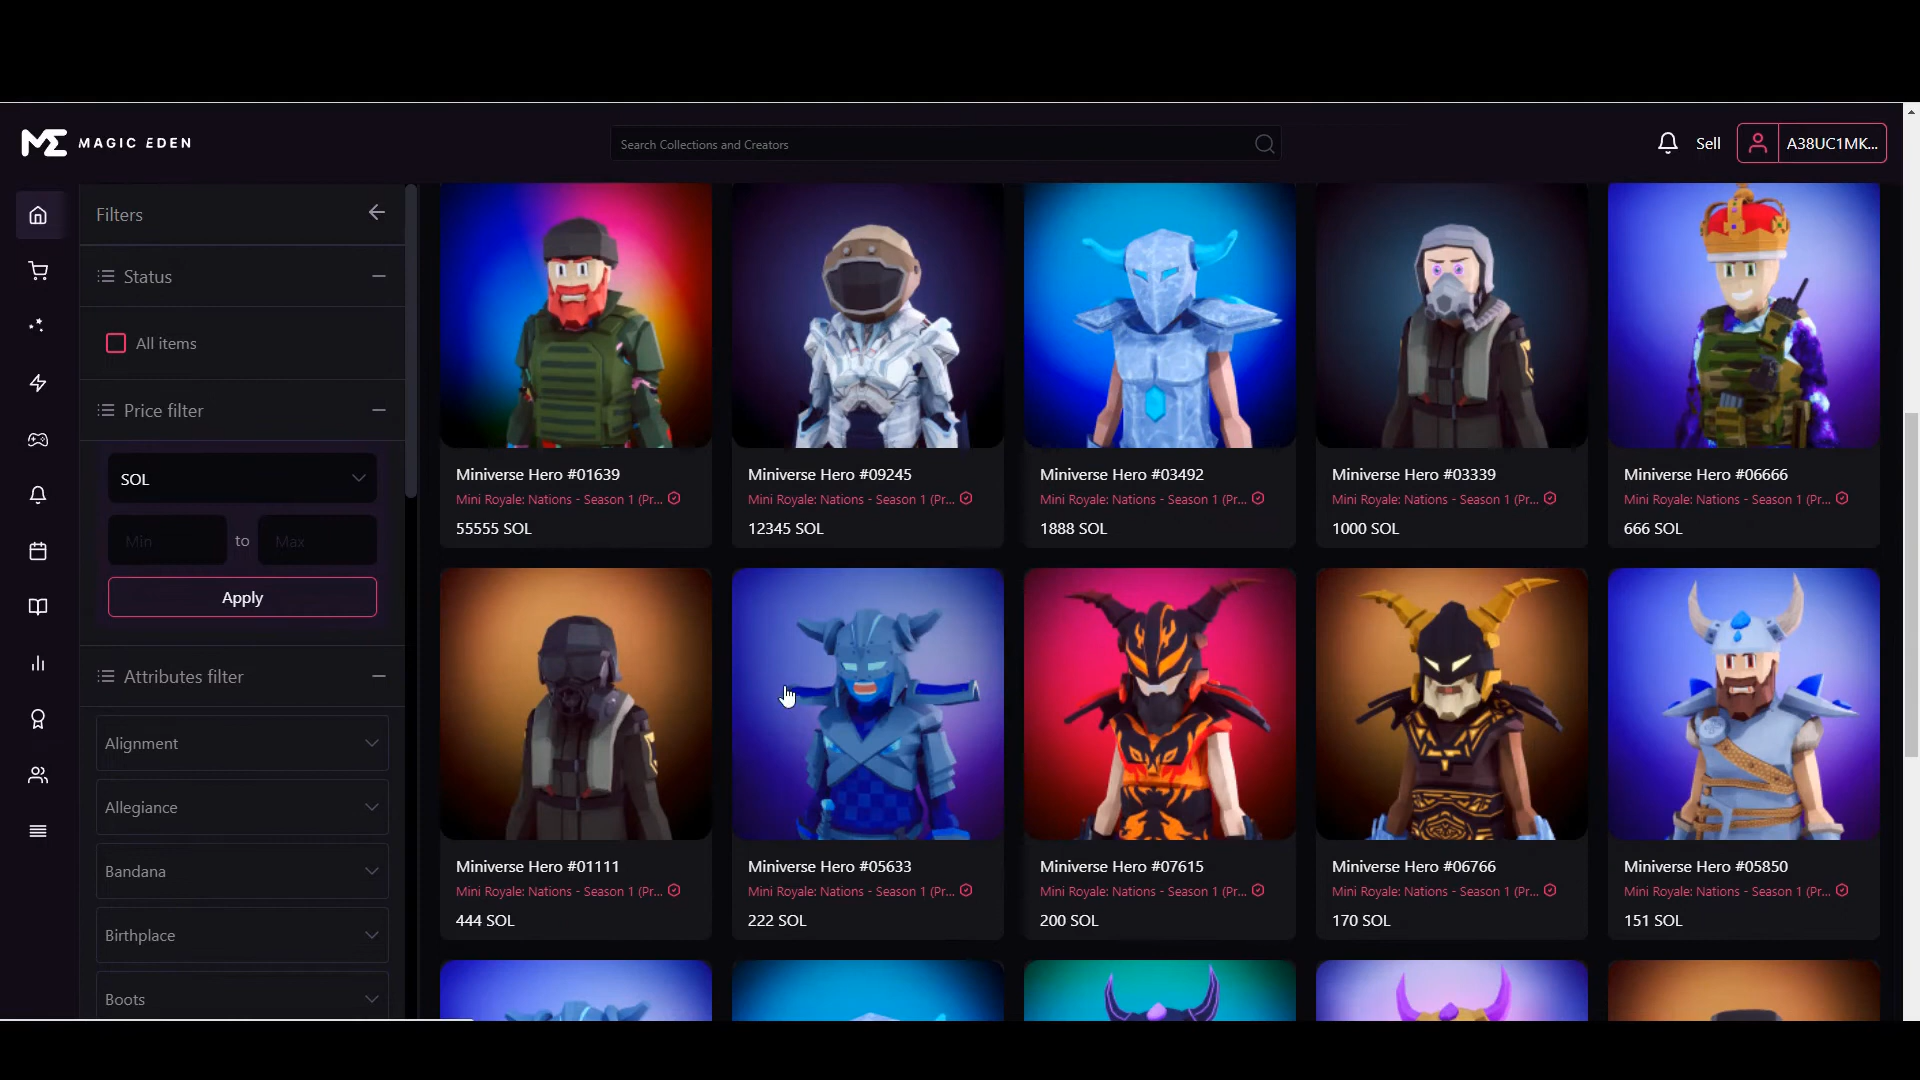 MAGIC EDEN
Search Collections and Creators
Sell
A38UC1MK...
Filters
Status
All items
Price filter
SOL
Min
to
Max
Apply
Attributes filter
Alignment
Allegiance
Bandana
Birthplace
Boots
Miniverse Hero #01639
Mini Royale: Nations - Season 1 (Pr...
55555 SOL
Miniverse Hero #09245
Mini Royale: Nations - Season 1 (Pr...
12345 SOL
Miniverse Hero #03492
Mini Royale: Nations - Season 1 (Pr...
1888 SOL
Miniverse Hero #03339
Mini Royale: Nations - Season 1 (Pr...
1000 SOL
Miniverse Hero #06666
Mini Royale: Nations - Season 1 (Pr...
666 SOL
Miniverse Hero #01111
Mini Royale: Nations - Season 1 (Pr...
444 SOL
Miniverse Hero #05633
Mini Royale: Nations - Season 1 (Pr...
222 SOL
Miniverse Hero #07615
Mini Royale: Nations - Season 1 (Pr...
200 SOL
Miniverse Hero #06766
Mini Royale: Nations - Season 1 (Pr...
170 SOL
Miniverse Hero #05850
Mini Royale: Nations - Season 1 (Pr...
151 SOL